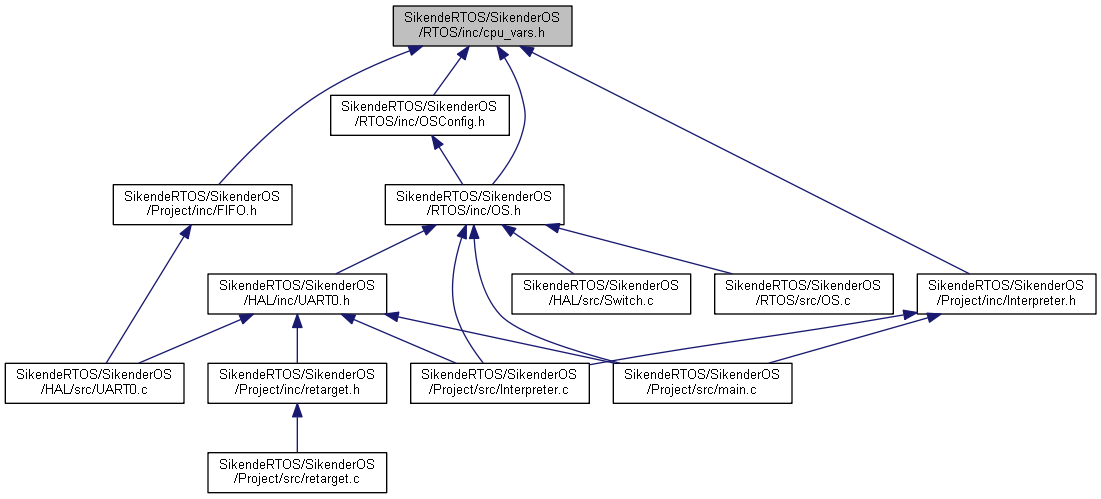 SikendeRTOS/SikenderOS
/RTOS/inc/cpu_vars.h
SikendeRTOS/SikenderOS
/RTOS/inc/OSConfig.h
SikendeRTOS/SikenderOS
/Project/inc/FIFO.h
SikendeRTOS/SikenderOS
/RTOS/inc/OS.h
SikendeRTOS/SikenderOS
/HAL/inc/UART0.h
SikendeRTOS/SikenderOS
/HAL/src/Switch.c
SikendeRTOS/SikenderOS
/RTOS/src/OS.c
SikendeRTOS/SikenderOS
/Project/inc/Interpreter.h
SikendeRTOS/SikenderOS
/HAL/src/UART0.c
SikendeRTOS/SikenderOS
/Project/inc/retarget.h
SikendeRTOS/SikenderOS
/Project/src/Interpreter.c
SikendeRTOS/SikenderOS
/Project/src/main.c
SikendeRTOS/SikenderOS
/Project/src/retarget.c